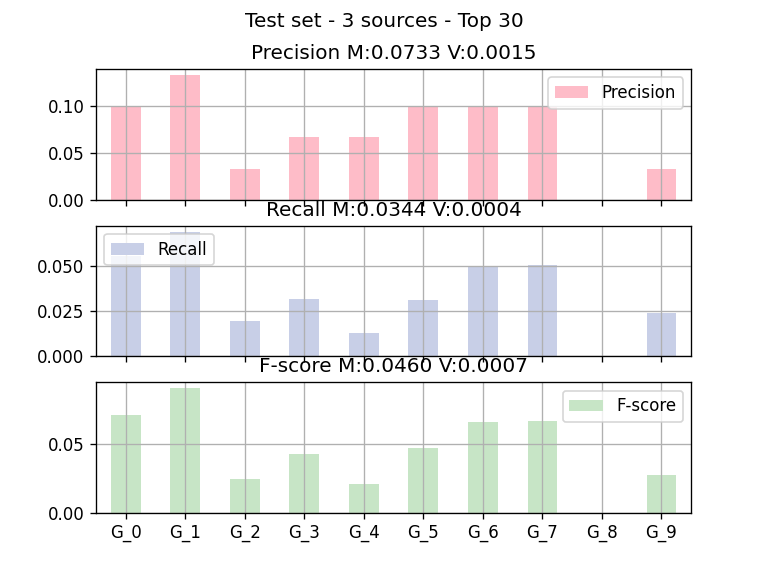 Test set - 3 sources - Top 30
Precision M:0.0733 V:0.0015
0.10
0.05
0.00
Precision
Recall M:0.0344 V:0.0004
0.050
0.025
0.000
Recall
F-score M:0.0460 V:0.0007
0.05
0.00
F-score
G_0 G_1 G_2 G_3 G_4 G_5 G_6 G_7 G_8 G_9